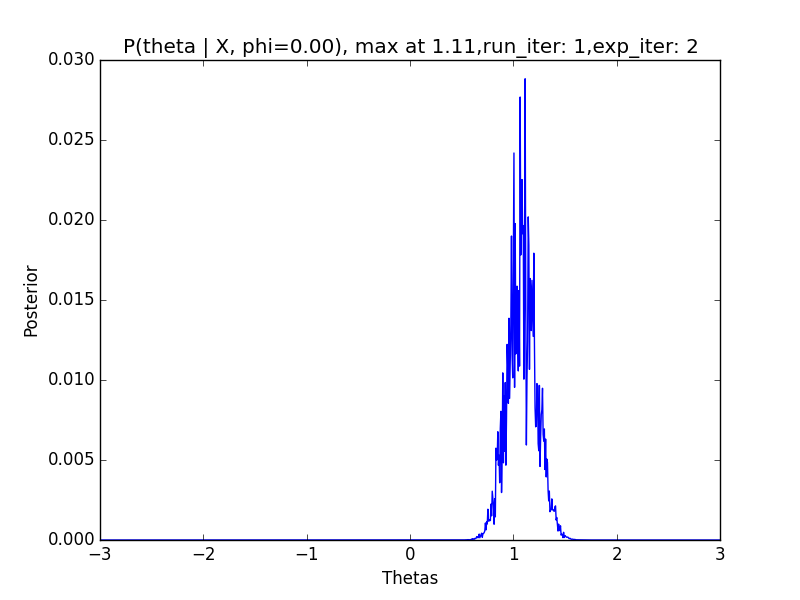 P(theta | X, phi=0.00), max at 1.11,run_iter: 1,exp_iter: 2
0.030
0.025
0.020
0.015
0.010
0.005
0.000
Posterior
−3 −2 −1 0 1 2 3
Thetas